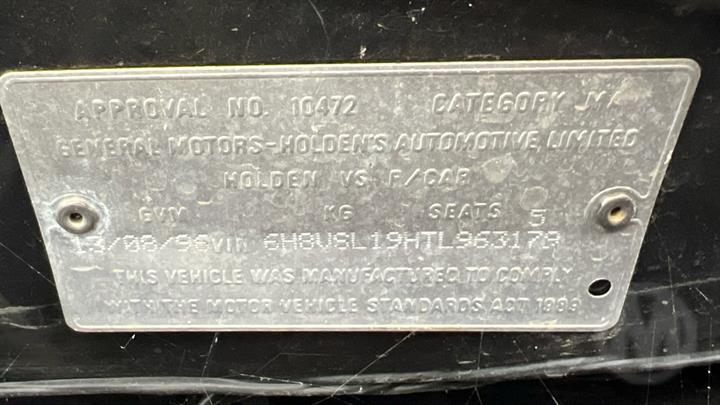 APPROVAL NO. 10472 CATEGORY MA
GENERAL MOTORS-HOLDEN'S AUTOMOTIVE LIMITED
HOLDEN VS P/CAR
GVM KG SEATS 5
13/08/96 VIN 6H8VSL19HTL963179
THIS VEHICLE WAS MANUFACTURED TO COMPLY
WITH THE MOTOR VEHICLE STANDARDS ACT 1989